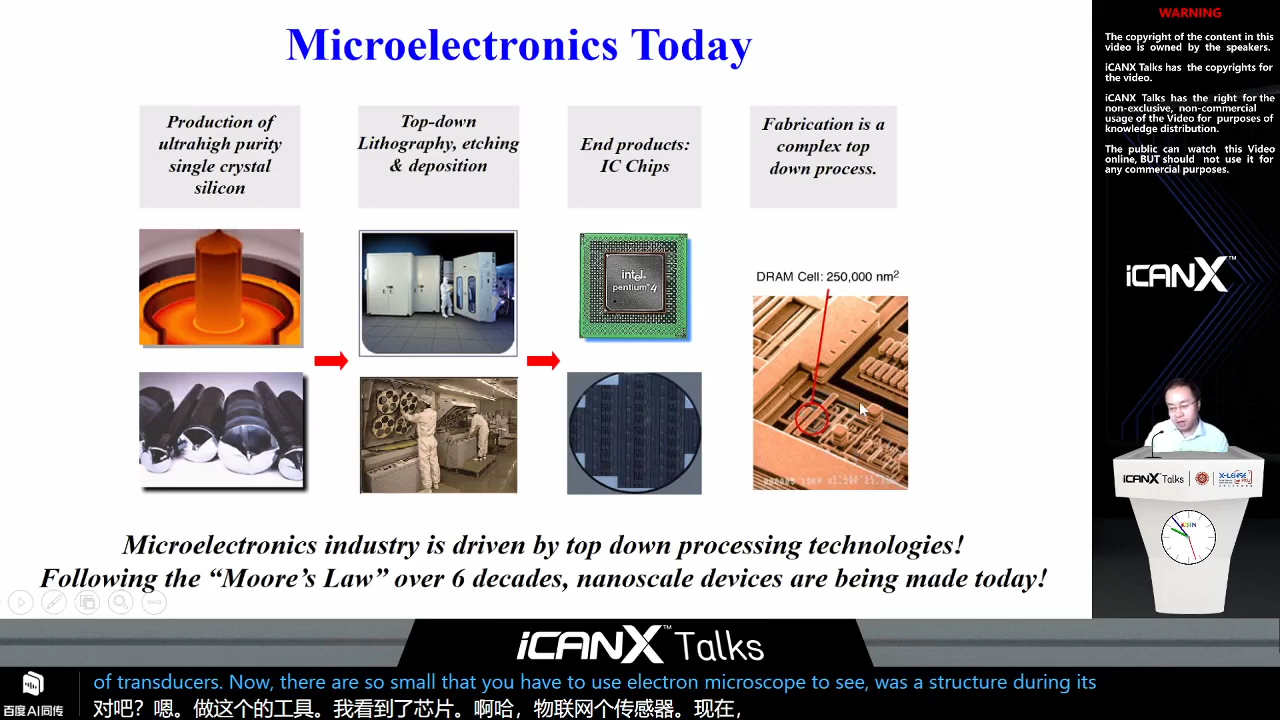 Microelectronics Today
Production of
ultrahigh purity
single crystal
silicon
Top-down
Lithography, etching
& deposition
End products:
IC Chips
Fabrication is a
complex top
down process.
DRAM Cell: 250,000 nm²
intel
pentium 4
Microelectronics industry is driven by top down processing technologies!
Following the “Moore’s Law” over 6 decades, nanoscale devices are being made today!
WARNING
The copyright of the content in this
video is owned by the speakers.
iCANX Talks has the copyrights for
the video.
iCANX Talks has the right for the
non-exclusive, non-commercial
usage of the Video for purposes of
knowledge distribution.
The public can watch this Video
online, BUT should not use it for
any commercial purposes.
iCANX™
iCANX Talks
X-LENSE
iCANX™ Talks
of transducers. Now, there are so small that you have to use electron microscope to see, was a structure during its
对吧？嗯。做这个的工具。我看到了芯片。啊哈，物联网个传感器。现在，
百度AI同传